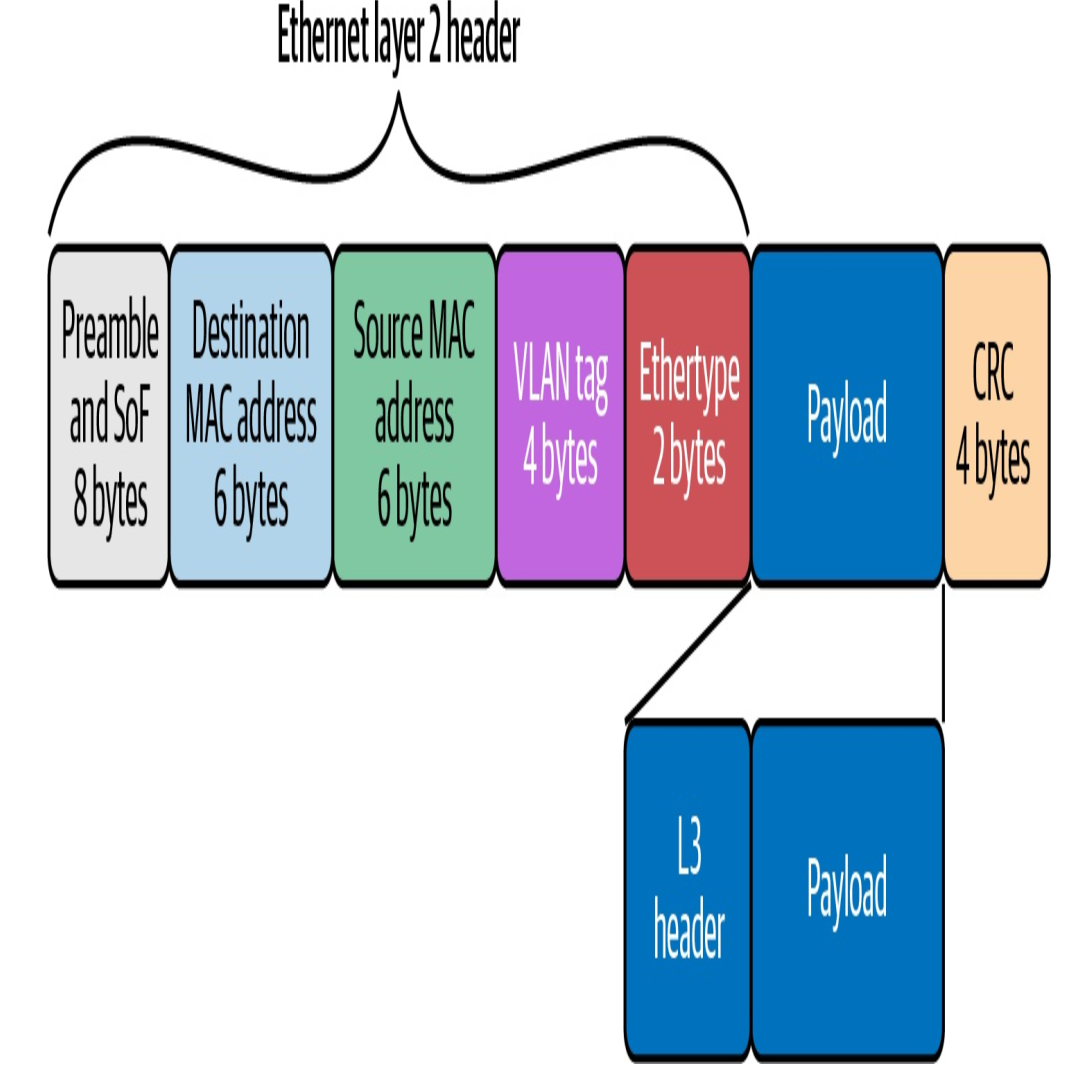 Ethernet layer 2 header
Preamble
and SoF
8 bytes
Destination
MAC address
6 bytes
Source MAC
address
6 bytes
VLAN tag
4 bytes
Ethertype
2 bytes
Payload
CRC
4 bytes
L3
header
Payload